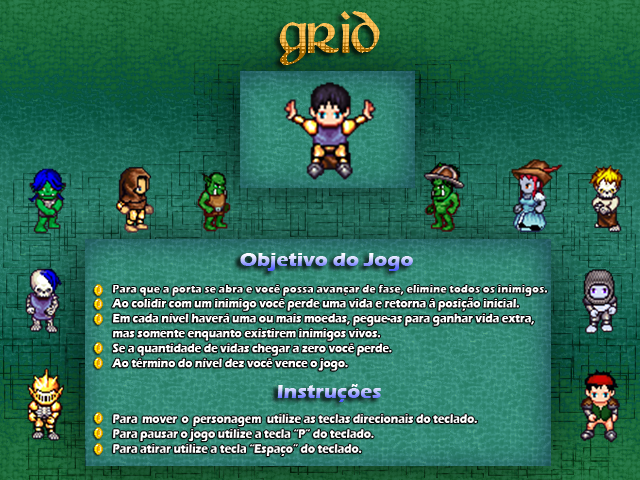 grid
Objetivo do Jogo
Para que a porta se abra e você possa avançar de fase, elimine todos os inimigos.
Ao colidir com um inimigo você perde uma vida e retorna à posição inicial.
Em cada nível haverá uma ou mais moedas, pegue-as para ganhar vida extra,
mas somente enquanto existirem inimigos vivos.
Se a quantidade de vidas chegar a zero você perde.
Ao término do nível dez você vence o jogo.
Instruções
Para mover o personagem utilize as teclas direcionais do teclado.
Para pausar o jogo utilize a tecla "P" do teclado.
Para atirar utilize a tecla "Espaço" do teclado.